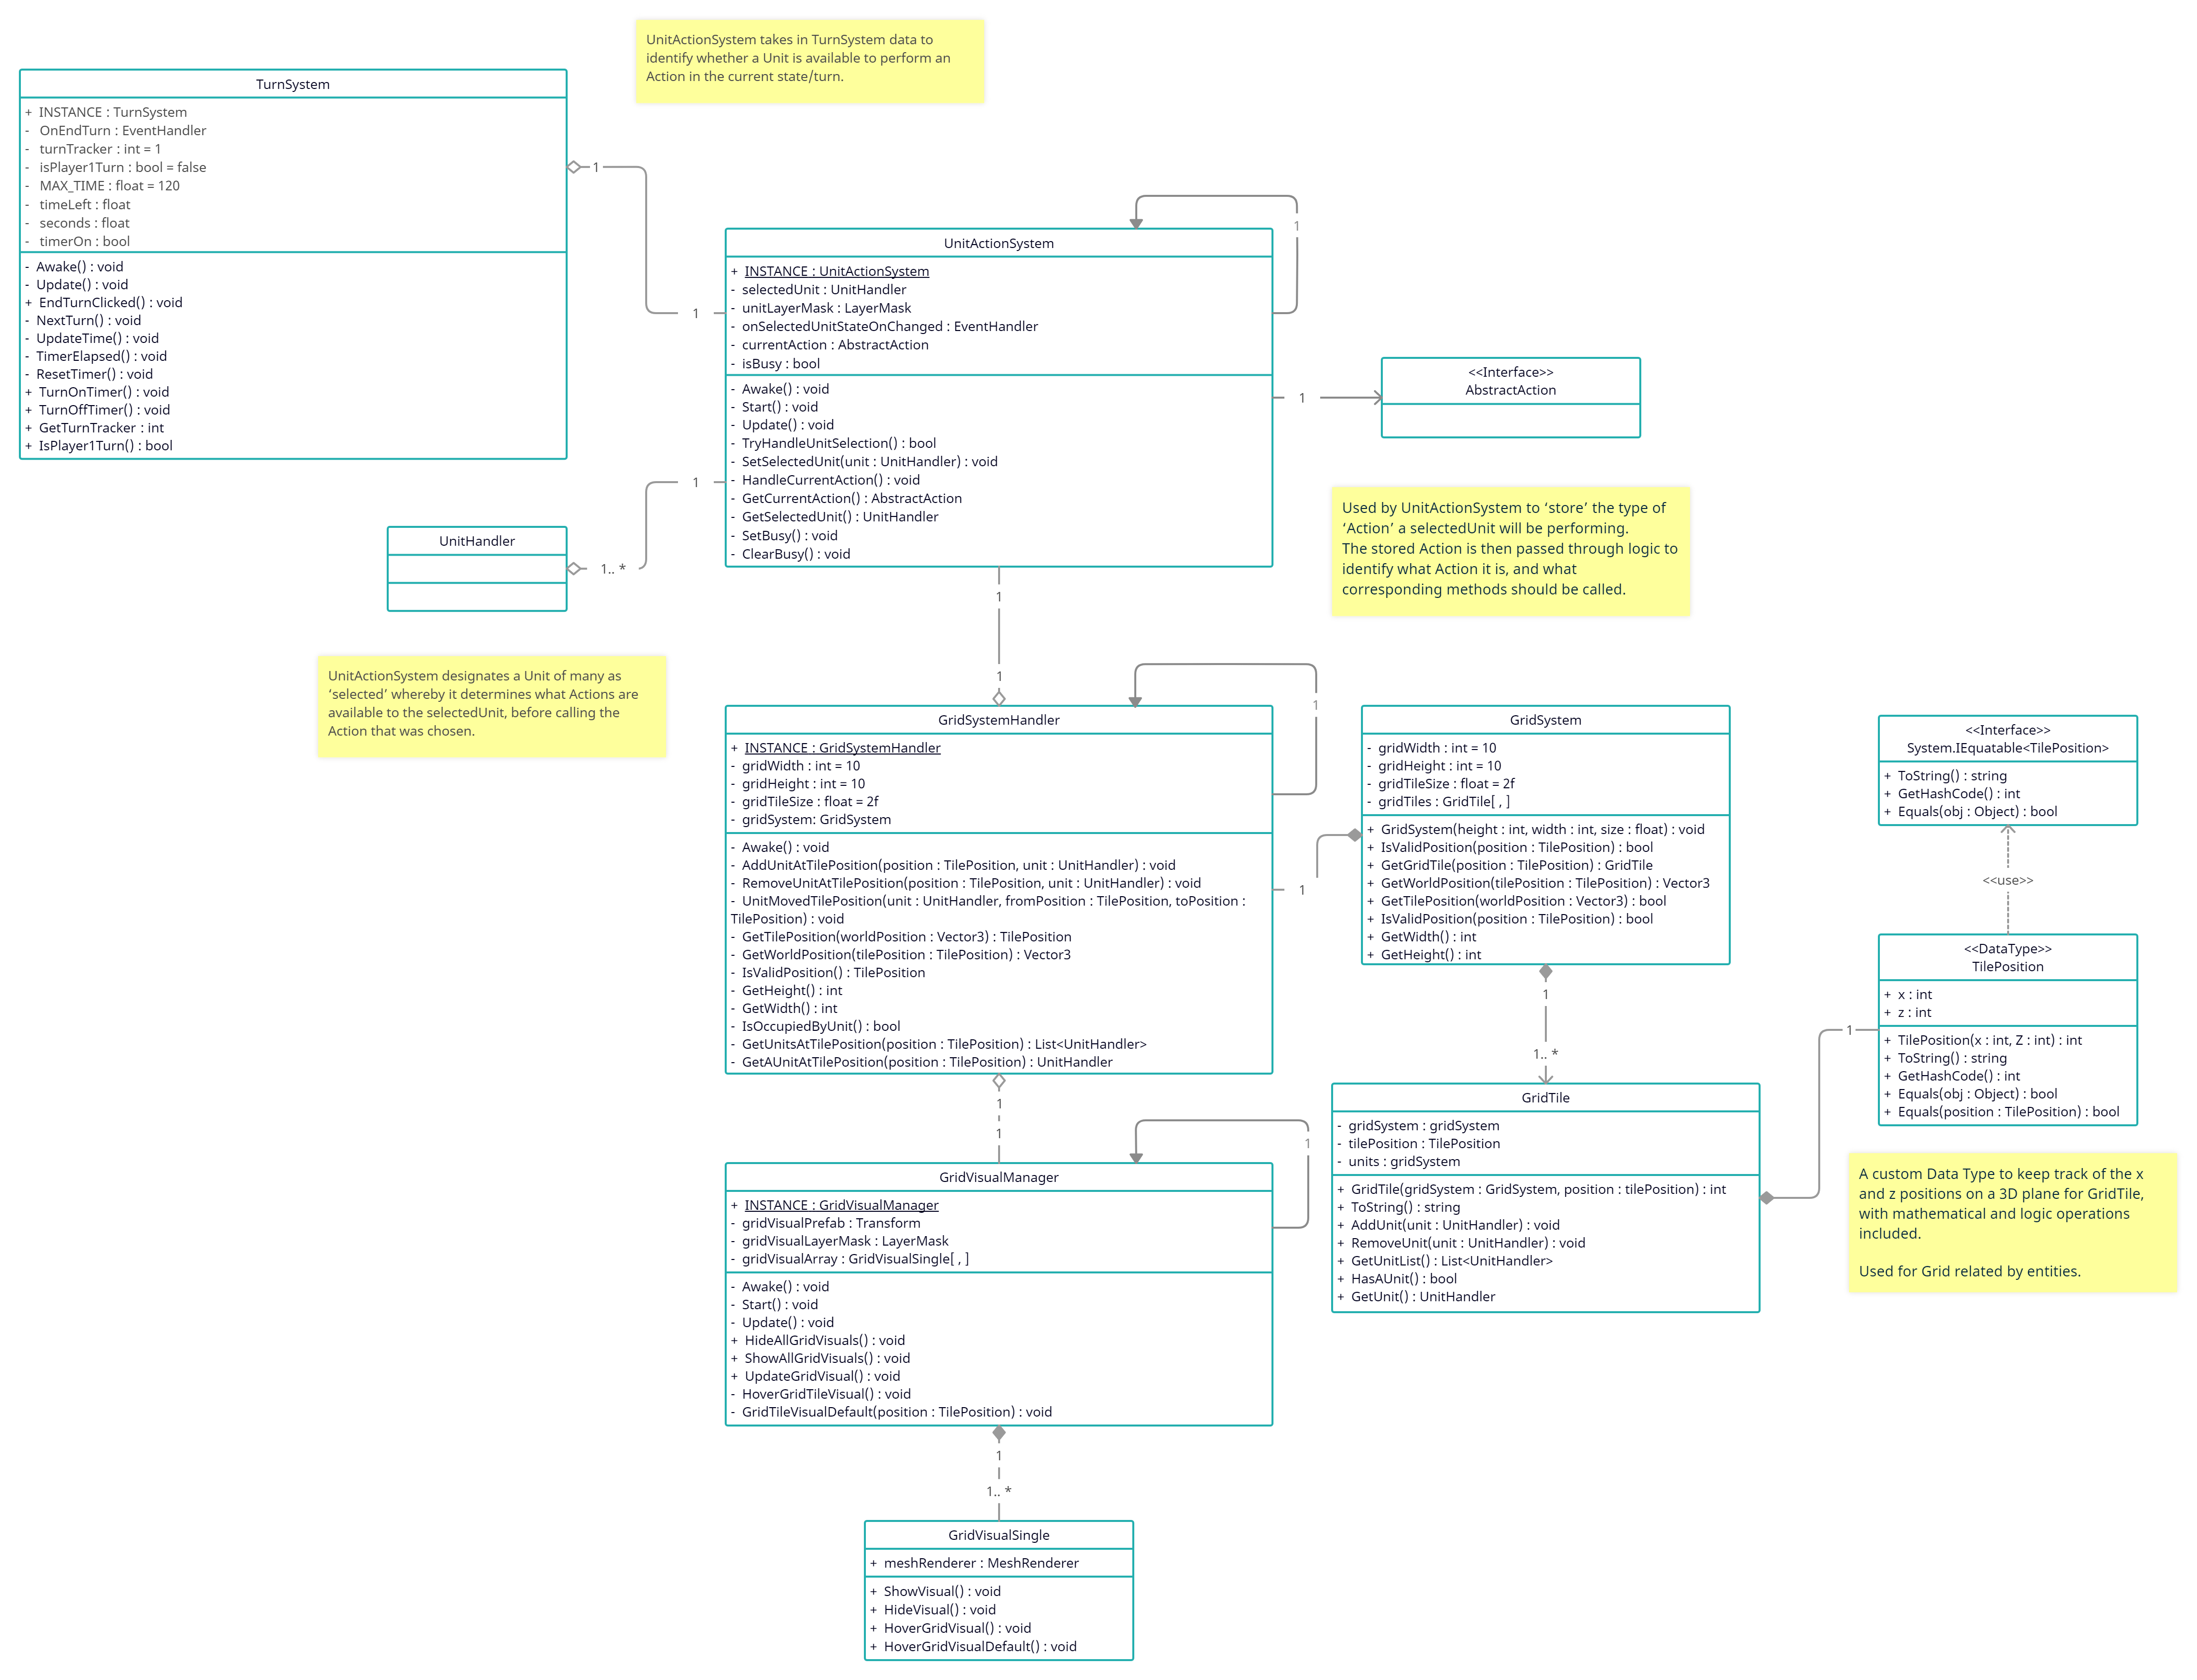 UnitActionSystem takes in TurnSystem data to
identify whether a Unit is available to perform an
Action in the current state/turn.
TurnSystem
+ INSTANCE : TurnSystem
- OnEndTurn : EventHandler
- turnTracker : int = 1
- isPlayer1Turn : bool = false
- MAX_TIME : float = 120
- timeLeft : float
- seconds : float
- timerOn : bool
- Awake() : void
- Update() : void
+ EndTurnClicked() : void
- NextTurn() : void
- UpdateTime() : void
- TimerElapsed() : void
- ResetTimer() : void
+ TurnOnTimer() : void
+ TurnOffTimer() : void
+ GetTurnTracker : int
+ IsPlayer1Turn() : bool
1
1
UnitActionSystem
+ INSTANCE : UnitActionSystem
- selectedUnit : UnitHandler
- unitLayerMask : LayerMask
- onSelectedUnitStateOnChanged : EventHandler
- currentAction : AbstractAction
- isBusy : bool
- Awake() : void
- Start() : void
- Update() : void
- TryHandleUnitSelection() : bool
- SetSelectedUnit(unit : UnitHandler) : void
- HandleCurrentAction() : void
- GetCurrentAction() : AbstractAction
- GetSelectedUnit() : UnitHandler
- SetBusy() : void
- ClearBusy() : void
1
1
<<Interface>>
AbstractAction
Used by UnitActionSystem to ‘store’ the type of
‘Action’ a selectedUnit will be performing.
The stored Action is then passed through logic to
identify what Action it is, and what
corresponding methods should be called.
1
1.. *
UnitHandler
UnitActionSystem designates a Unit of many as
‘selected’ whereby it determines what Actions are
available to the selectedUnit, before calling the
Action that was chosen.
1
1
1
GridSystemHandler
+ INSTANCE : GridSystemHandler
- gridWidth : int = 10
- gridHeight : int = 10
- gridTileSize : float = 2f
- gridSystem: GridSystem
- Awake() : void
- AddUnitAtTilePosition(position : TilePosition, unit : UnitHandler) : void
- RemoveUnitAtTilePosition(position : TilePosition, unit : UnitHandler) : void
- UnitMovedTilePosition(unit : UnitHandler, fromPosition : TilePosition, toPosition :
TilePosition) : void
- GetTilePosition(worldPosition : Vector3) : TilePosition
- GetWorldPosition(tilePosition : TilePosition) : Vector3
- IsValidPosition() : TilePosition
- GetHeight() : int
- GetWidth() : int
- IsOccupiedByUnit() : bool
- GetUnitsAtTilePosition(position : TilePosition) : List<UnitHandler>
- GetAUnitAtTilePosition(position : TilePosition) : UnitHandler
1
GridSystem
- gridWidth : int = 10
- gridHeight : int = 10
- gridTileSize : float = 2f
- gridTiles : GridTile[ , ]
+ GridSystem(height : int, width : int, size : float) : void
+ IsValidPosition(position : TilePosition) : bool
+ GetGridTile(position : TilePosition) : GridTile
+ GetWorldPosition(tilePosition : TilePosition) : Vector3
+ GetTilePosition(worldPosition : Vector3) : bool
+ IsValidPosition(position : TilePosition) : bool
+ GetWidth() : int
+ GetHeight() : int
<<Interface>>
System.IEquatable<TilePosition>
+ ToString() : string
+ GetHashCode() : int
+ Equals(obj : Object) : bool
<<use>>
<<DataType>>
TilePosition
+ x : int
+ z : int
+ TilePosition(x : int, Z : int) : int
+ ToString() : string
+ GetHashCode() : int
+ Equals(obj : Object) : bool
+ Equals(position : TilePosition) : bool
1
A custom Data Type to keep track of the x
and z positions on a 3D plane for GridTile,
with mathematical and logic operations
included.
Used for Grid related by entities.
1
1.. *
GridTile
- gridSystem : gridSystem
- tilePosition : TilePosition
- units : gridSystem
+ GridTile(gridSystem : GridSystem, position : tilePosition) : int
+ ToString() : string
+ AddUnit(unit : UnitHandler) : void
+ RemoveUnit(unit : UnitHandler) : void
+ GetUnitList() : List<UnitHandler>
+ HasAUnit() : bool
+ GetUnit() : UnitHandler
1
1
1
GridVisualManager
+ INSTANCE : GridVisualManager
- gridVisualPrefab : Transform
- gridVisualLayerMask : LayerMask
- gridVisualArray : GridVisualSingle[ , ]
- Awake() : void
- Start() : void
- Update() : void
+ HideAllGridVisuals() : void
+ ShowAllGridVisuals() : void
+ UpdateGridVisual() : void
- HoverGridTileVisual() : void
- GridTileVisualDefault(position : TilePosition) : void
1
1.. *
GridVisualSingle
+ meshRenderer : MeshRenderer
+ ShowVisual() : void
+ HideVisual() : void
+ HoverGridVisual() : void
+ HoverGridVisualDefault() : void